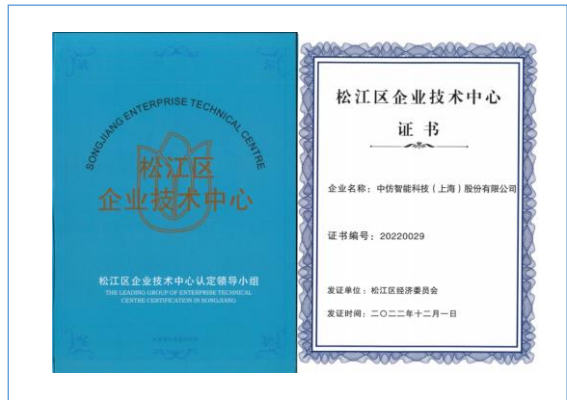 SONGJIANG ENTERPRISE TECHNICAL CENTRE
松江区
企业技术中心
松江区企业技术中心认定领导小组
THE LEADING GROUP OF ENTERPRISE TECHNICAL
CENTRE CERTIFICATION IN SONGJIANG
松江区企业技术中心
证书
企业名称：中仿智能科技（上海）股份有限公司
证书编号：20220029
发证单位：松江区经济委员会
发证时间：二〇二二年十二月一日